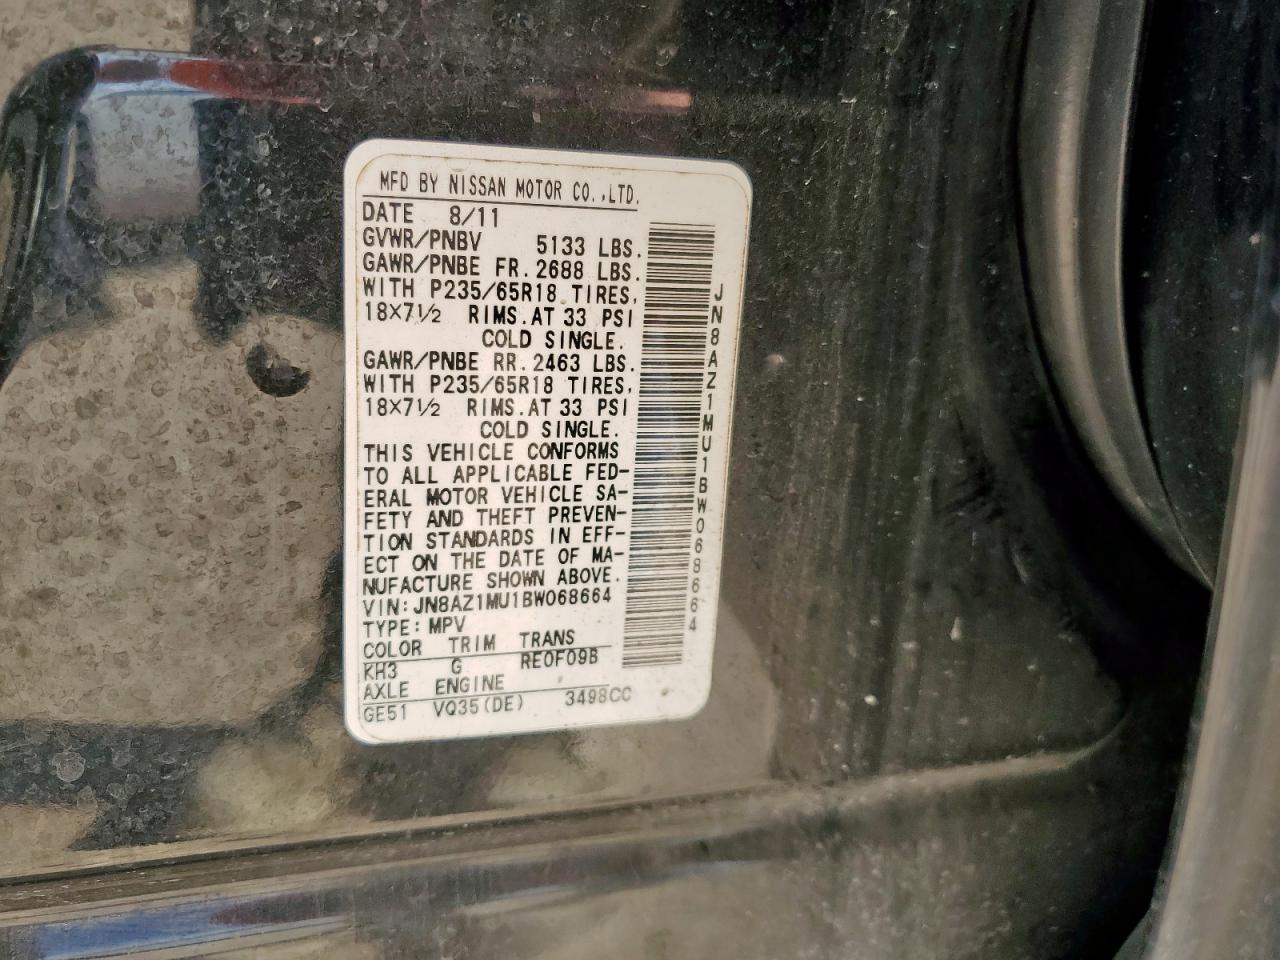 MFD BY NISSAN MOTOR CO.,LTD.
DATE 8/11
GVWR/PNBV 5133 LBS.
GAWR/PNBE FR. 2688 LBS.
WITH P235/65R18 TIRES,
18×7½ RIMS. AT 33 PSI
COLD SINGLE.
GAWR/PNBE RR. 2463 LBS.
WITH P235/65R18 TIRES,
18×7½ RIMS. AT 33 PSI
COLD SINGLE.
THIS VEHICLE CONFORMS
TO ALL APPLICABLE FED-
ERAL MOTOR VEHICLE SA-
FETY AND THEFT PREVEN-
TION STANDARDS IN EFF-
ECT ON THE DATE OF MA-
NUFACTURE SHOWN ABOVE.
VIN: JN8AZ1MU1BW068664
TYPE: MPV
COLOR TRIM TRANS
KH3 G RE0F09B
AXLE ENGINE
GE51 VQ35(DE) 3498CC
JN8AZ1MU1BW068664